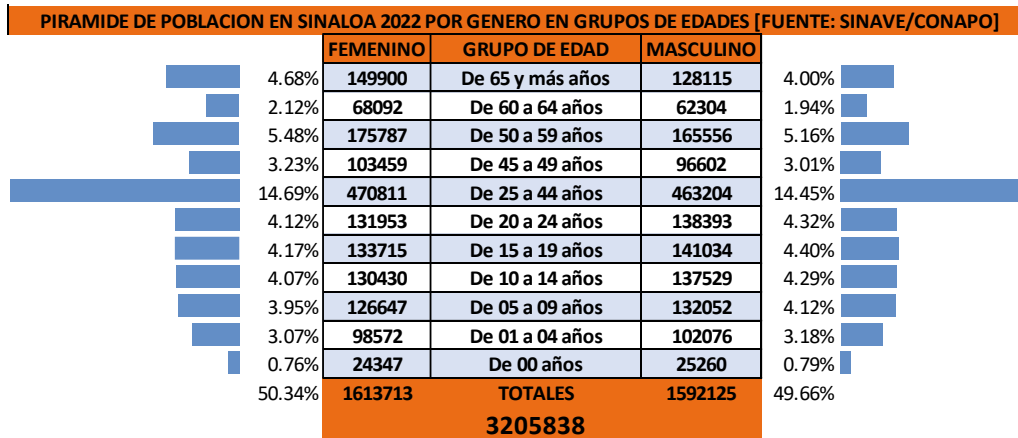 PIRAMIDE DE POBLACION EN SINALOA 2022 POR GENERO EN GRUPOS DE EDADES [FUENTE: SINAVE/CONAPO]
FEMENINO GRUPO DE EDAD MASCULINO
4.68% 149900 De 65 y más años 128115 4.00%
2.12% 68092 De 60 a 64 años 62304 1.94%
5.48% 175787 De 50 a 59 años 165556 5.16%
3.23% 103459 De 45 a 49 años 96602 3.01%
14.69% 470811 De 25 a 44 años 463204 14.45%
4.12% 131953 De 20 a 24 años 138393 4.32%
4.17% 133715 De 15 a 19 años 141034 4.40%
4.07% 130430 De 10 a 14 años 137529 4.29%
3.95% 126647 De 05 a 09 años 132052 4.12%
3.07% 98572 De 01 a 04 años 102076 3.18%
0.76% 24347 De 00 años 25260 0.79%
50.34% 1613713 TOTALES 1592125 49.66%
3205838